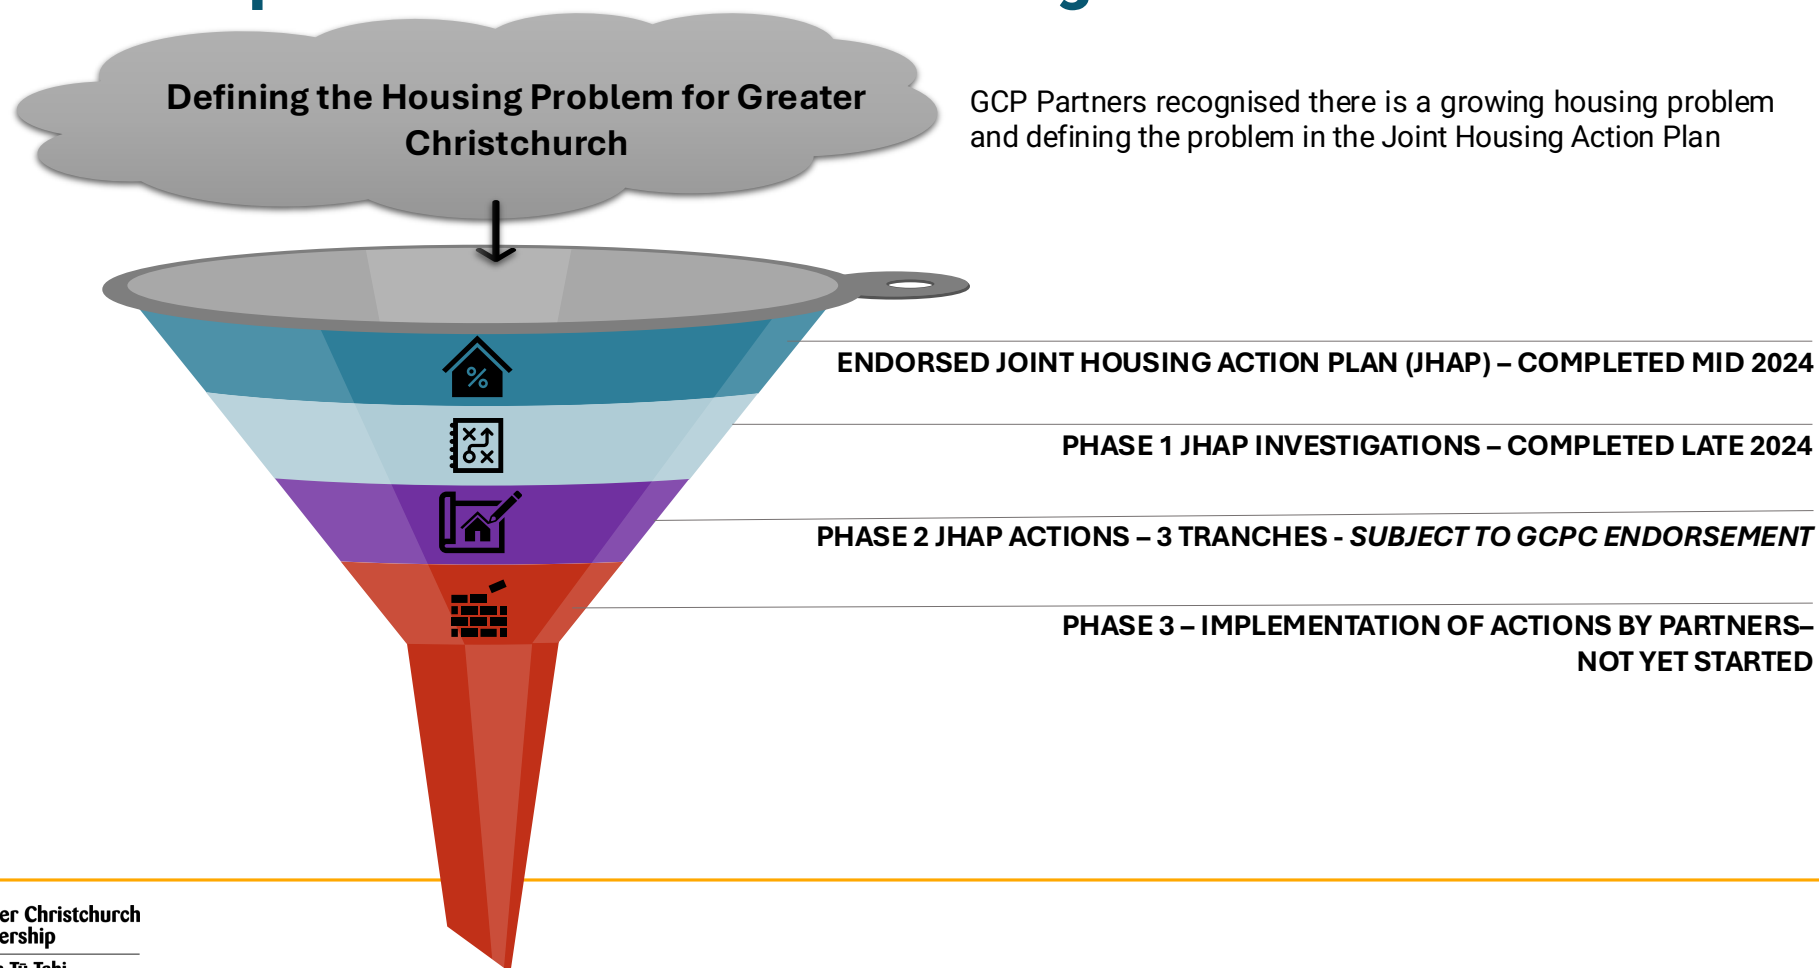 Defining the Housing Problem for Greater
Christchurch
GCP Partners recognised there is a growing housing problem
and defining the problem in the Joint Housing Action Plan
ENDORSED JOINT HOUSING ACTION PLAN (JHAP) – COMPLETED MID 2024
PHASE 1 JHAP INVESTIGATIONS – COMPLETED LATE 2024
PHASE 2 JHAP ACTIONS – 3 TRANCHES - SUBJECT TO GCPC ENDORSEMENT
PHASE 3 – IMPLEMENTATION OF ACTIONS BY PARTNERS–
NOT YET STARTED
%
er Christchurch
ership
Tū Tahi